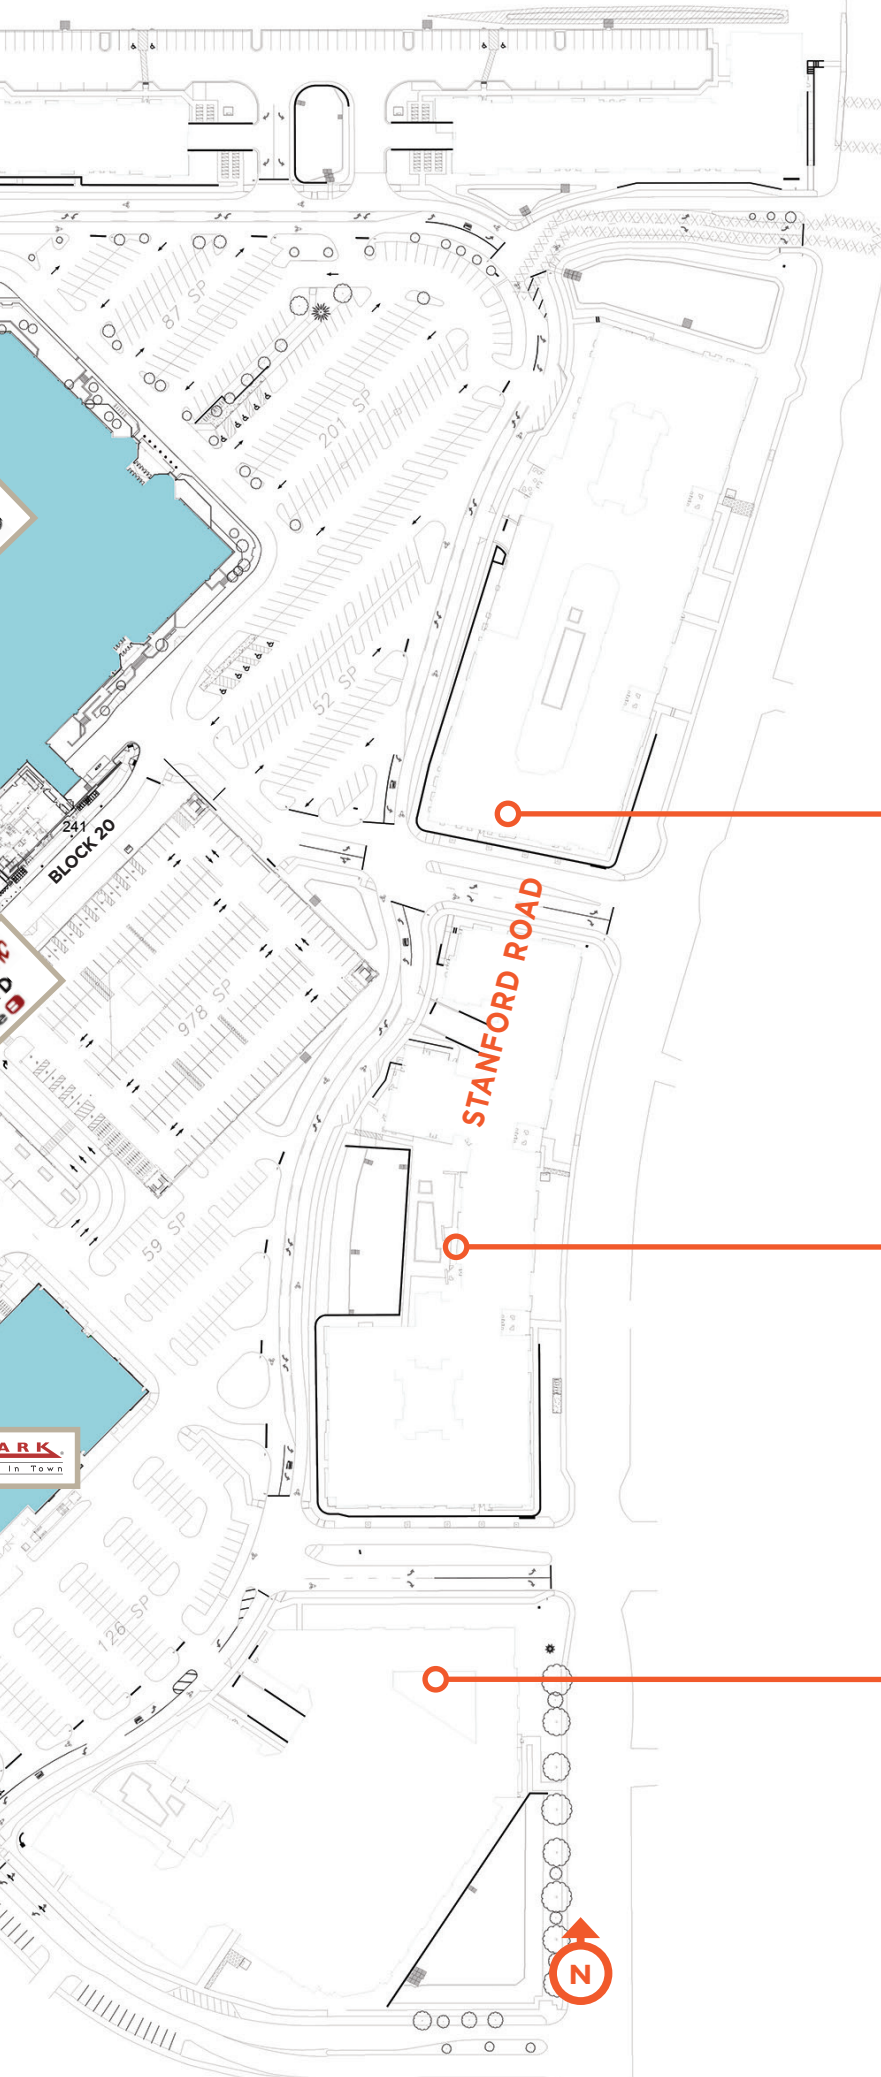 87 SP
201 SP
52 SP
241
BLOCK 20
STANFORD ROAD
978 SP
59 SP
ARK
In Town
126 SP
N